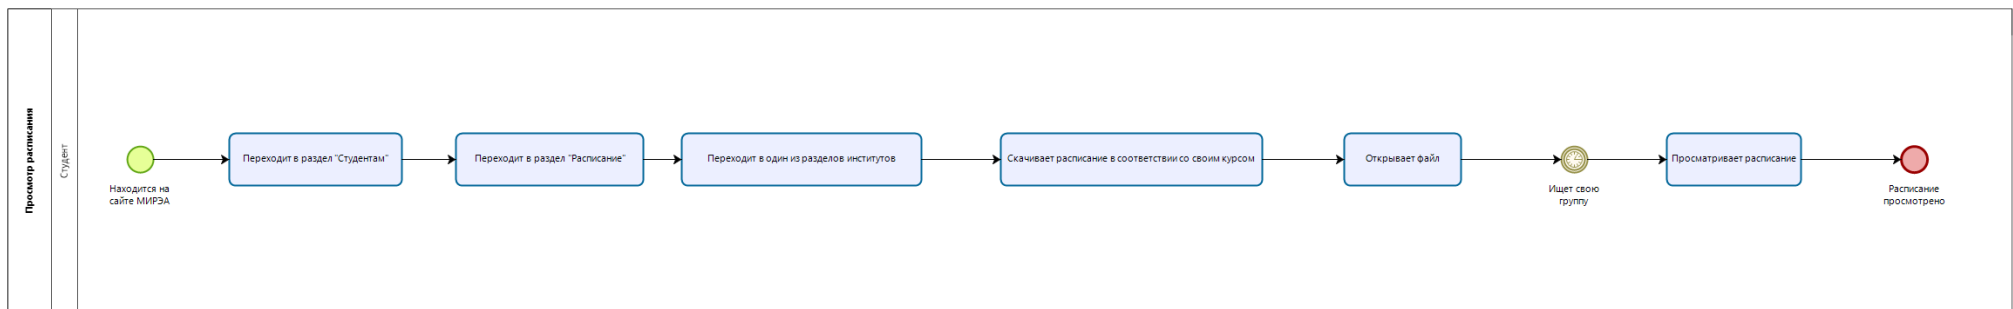 Просмотр расписания
Студент
Находится на
сайте МИРЭА
Переходит в раздел "Студентам"
Переходит в раздел "Расписание"
Переходит в один из разделов институтов
Скачивает расписание в соответствии со своим курсом
Открывает файл
Ищет свою
группу
Просматривает расписание
Расписание
просмотрено